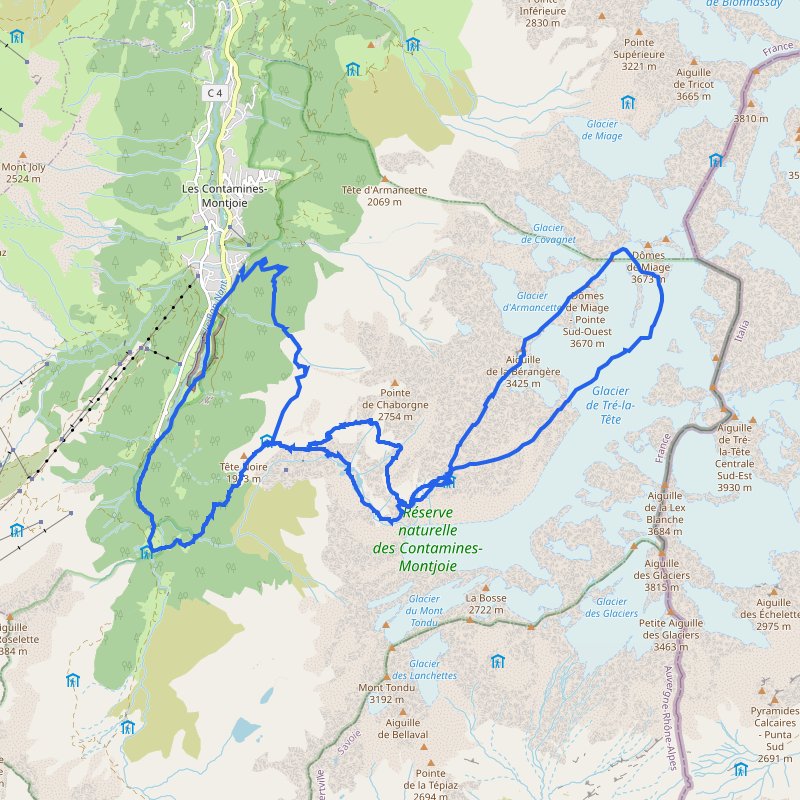 de Bionnassay
Pointe
Inférieure
2830 m
Pointe
Supérieure
3221 m
France
Aiguille
de Tricot
3665 m
C 4
3810 m
Glacier
de Miage
Mont Joly
2524 m
Les Contamines-
Montjoie
Tête d'Armancette
2069 m
Glacier
de Covagnet
Dômes
de Miage
3673 m
Glacier
d'Armancette
Dômes
de Miage
- Pointe
Sud-Ouest
3670 m
Italia
Aiguille
de la Bérangère
3425 m
Pointe
de Chaborgne
2754 m
Glacier
de Tré-la-
Tête
Aiguille
de Tré-
la-Tête
Centrale
Sud-Est
3930 m
France
Tête Noire
Aiguille
de la Lex
Blanche
3684 m
Réserve
naturelle
des Contamines-
Montjoie
Aiguille
des Glaciers
3815 m
La Bosse
2722 m
Glacier
du Mont
Tondu
Glacier
des Glaciers
Aiguille
des Échelettes
2975 m
Petite Aiguille
des Glaciers
3463 m
Glacier
des Lanchettes
Mont Tondu
3192 m
Auvergne-Rhône-Alpes
Savoie
Aiguille
de Bellaval
Pyramides
Calcaires
- Punta
Sud
2691 m
Pointe
de la Tépiaz
2694 m